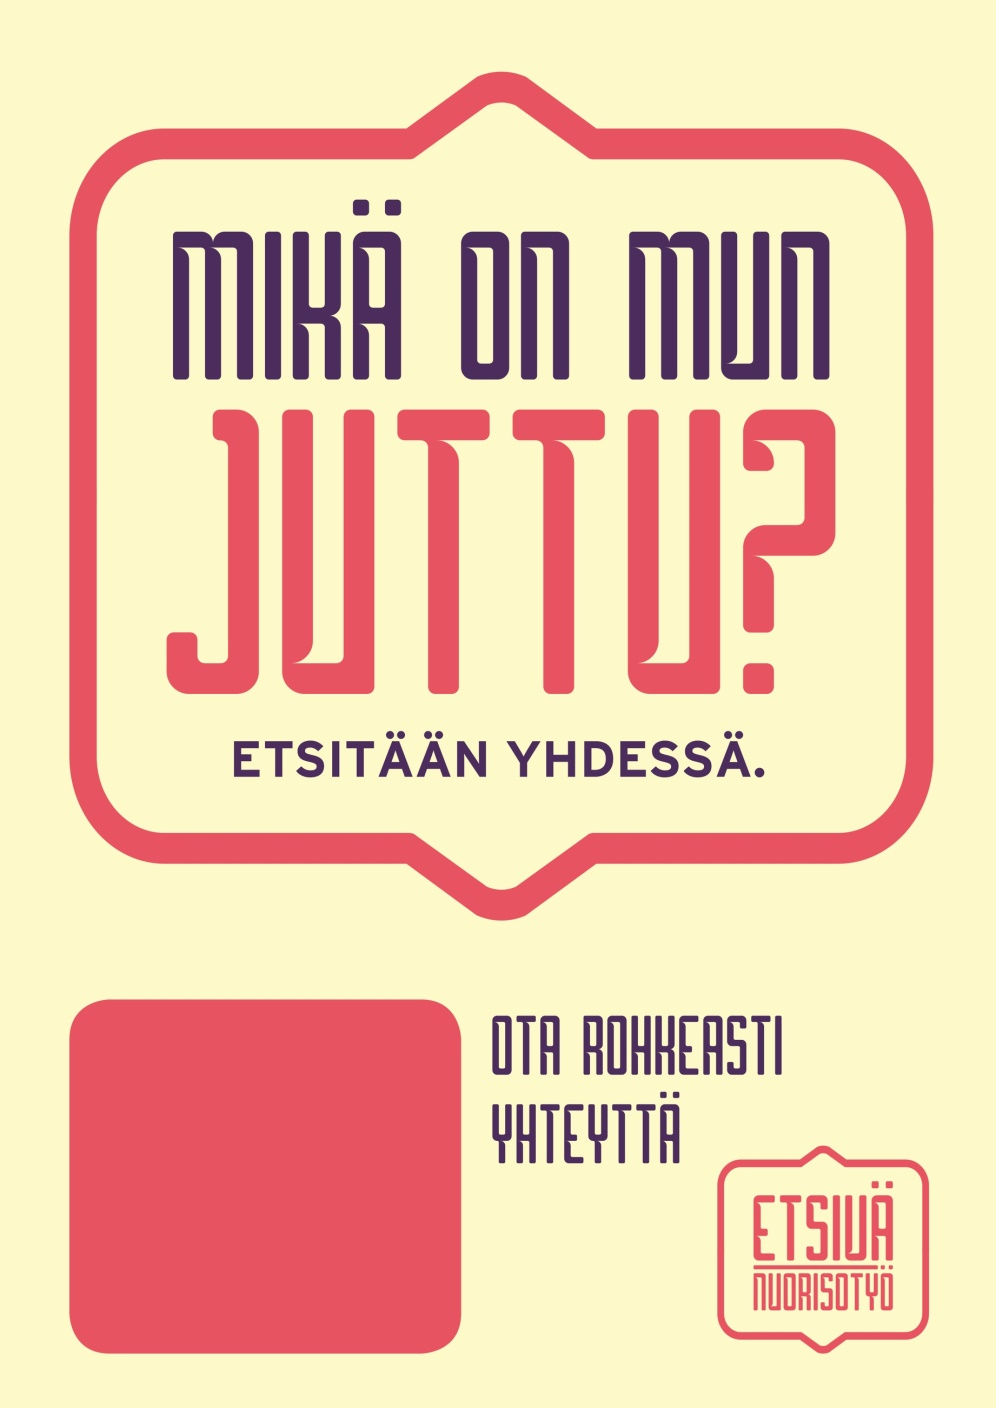 MIKÄ ON MUN
JUTTU?
ETSITÄÄN YHDESSÄ.
OTA ROHKEASTI
YHTEYTTÄ
ETSIVÄ
NUORISOTYÖ